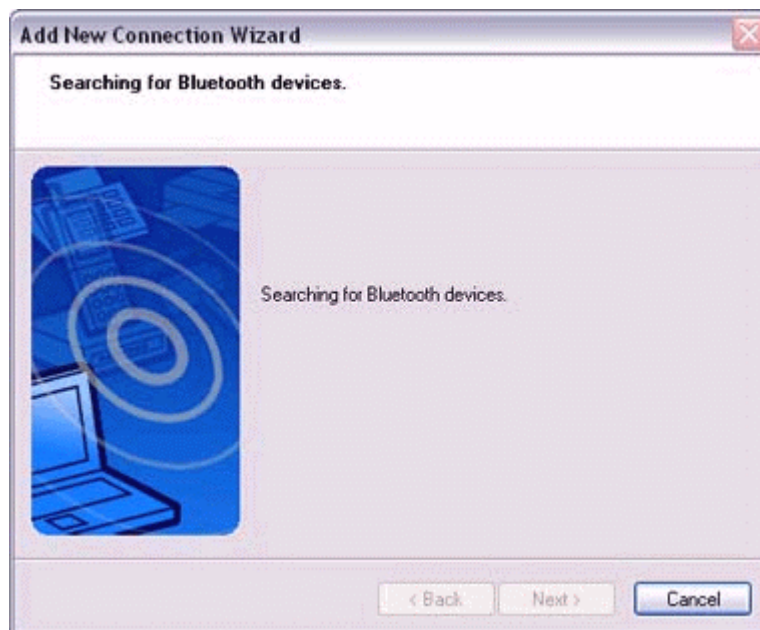 Add New Connection Wizard
Searching for Bluetooth devices.
Searching for Bluetooth devices.
< Back
Next >
Cancel